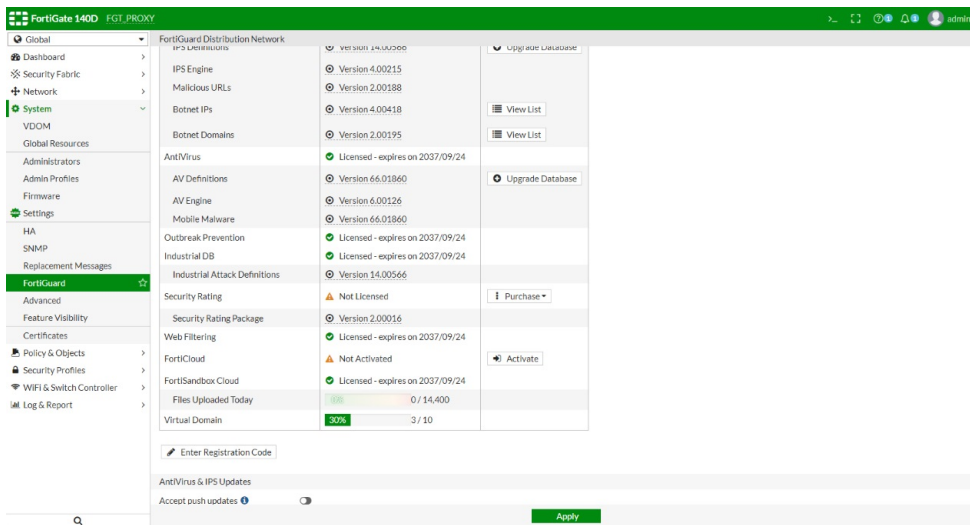 FortiGate 140D FGT_PROXY
>_ admin
Global
Dashboard
Security Fabric
Network
System
VDOM
Global Resources
Administrators
Admin Profiles
Firmware
Settings
HA
SNMP
Replacement Messages
FortiGuard
Advanced
Feature Visibility
Certificates
Policy & Objects
Security Profiles
WiFi & Switch Controller
Log & Report
FortiGuard Distribution Network
IPS Definitions Version 14.00566 Upgrade Database
IPS Engine Version 4.00215
Malicious URLs Version 2.00188
Botnet IPs Version 4.00418 View List
Botnet Domains Version 2.00195 View List
AntiVirus Licensed - expires on 2037/09/24
AV Definitions Version 66.01860 Upgrade Database
AV Engine Version 6.00126
Mobile Malware Version 66.01860
Outbreak Prevention Licensed - expires on 2037/09/24
Industrial DB Licensed - expires on 2037/09/24
Industrial Attack Definitions Version 14.00566
Security Rating Not Licensed Purchase
Security Rating Package Version 2.00016
Web Filtering Licensed - expires on 2037/09/24
FortiCloud Not Activated Activate
FortiSandbox Cloud Licensed - expires on 2037/09/24
Files Uploaded Today 0 / 14,400
Virtual Domain 30% 3 / 10
Enter Registration Code
AntiVirus & IPS Updates
Accept push updates
Apply